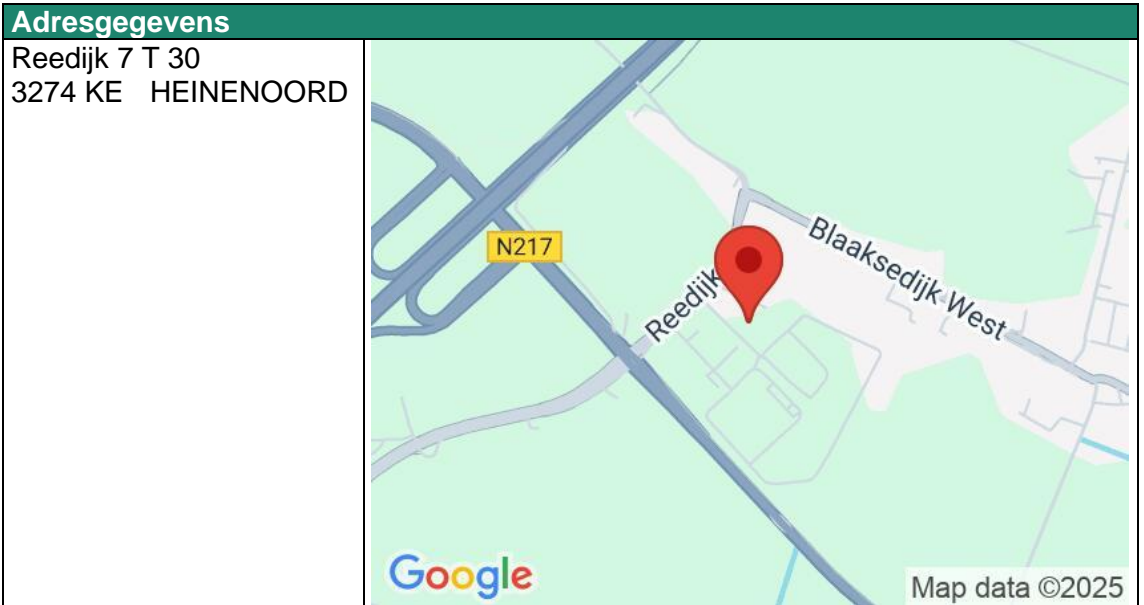 Adresgegevens
Reedijk 7 T 30
3274 KE HEINENOORD
N217
Reedijk
Blaaksedijk West
Google
Map data ©2025